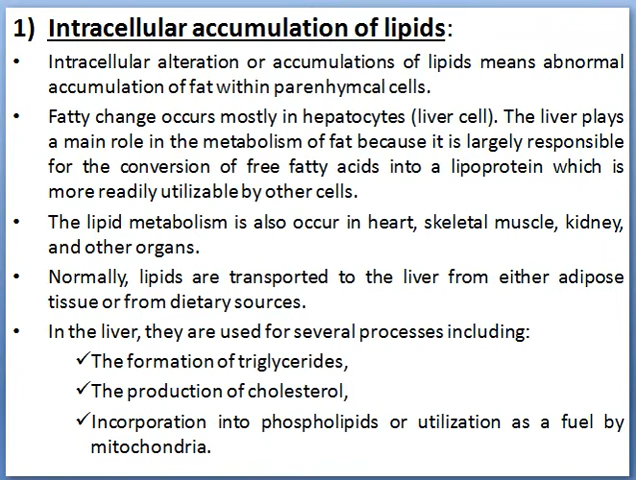 1) Intracellular accumulation of lipids:
• Intracellular alteration or accumulations of lipids means abnormal
accumulation of fat within parenhymcal cells.
• Fatty change occurs mostly in hepatocytes (liver cell). The liver plays
a main role in the metabolism of fat because it is largely responsible
for the conversion of free fatty acids into a lipoprotein which is
more readily utilizable by other cells.
• The lipid metabolism is also occur in heart, skeletal muscle, kidney,
and other organs.
• Normally, lipids are transported to the liver from either adipose
tissue or from dietary sources.
• In the liver, they are used for several processes including:
✓The formation of triglycerides,
✓The production of cholesterol,
✓Incorporation into phospholipids or utilization as a fuel by
mitochondria.